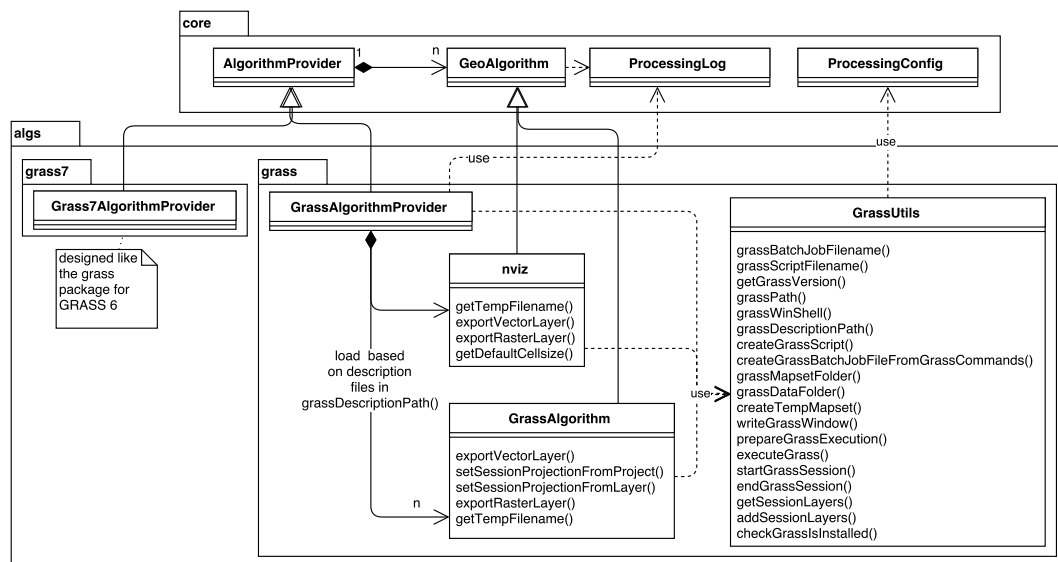 core
AlgorithmProvider
1
n
GeoAlgorithm
ProcessingLog
ProcessingConfig
algs
use
use
grass7
Grass7AlgorithmProvider
designed like
the grass
package for
GRASS 6
grass
GrassAlgorithmProvider
nviz
getTempFilename()
exportVectorLayer()
exportRasterLayer()
getDefaultCellsize()
load based
on description
files in
grassDescriptionPath()
n
GrassAlgorithm
exportVectorLayer()
setSessionProjectionFromProject()
setSessionProjectionFromLayer()
exportRasterLayer()
getTempFilename()
use
GrassUtils
grassBatchJobFilename()
grassScriptFilename()
getGrassVersion()
grassPath()
grassWinShell()
grassDescriptionPath()
createGrassScript()
createGrassBatchJobFileFromGrassCommands()
grassMapsetFolder()
grassDataFolder()
createTempMapset()
writeGrassWindow()
prepareGrassExecution()
executeGrass()
startGrassSession()
endGrassSession()
getSessionLayers()
addSessionLayers()
checkGrassIsInstalled()